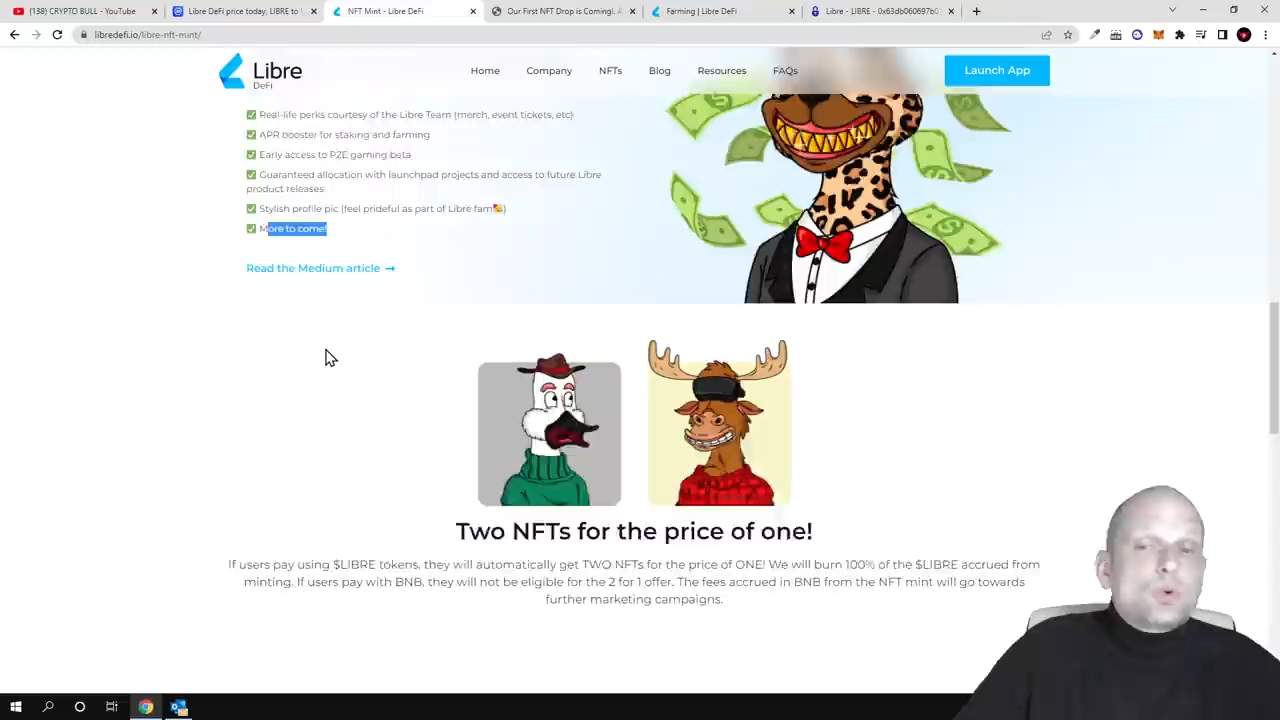 (138) CRYPTO BULL - YouTube
Libre DeFi price today, LIBRE to U
NFT Mint - Libre DeFi
Our First NFT Drop is Coming!. A
Farming | Libre DeFi
Libre - LIBRE - 0x63db060697b01
libredefi.io/libre-nft-mint/
Libre
DeFi
Home
Company
NFTs
Blog
Resources
FAQs
Launch App
Real-life perks courtesy of the Libre Team (merch, event tickets, etc)
APR booster for staking and farming
Early access to P2E gaming beta
Guaranteed allocation with launchpad projects and access to future Libre
product releases
Stylish profile pic (feel prideful as part of Libre fam🥳)
More to come!
Read the Medium article →
Two NFTs for the price of one!
If users pay using $LIBRE tokens, they will automatically get TWO NFTs for the price of ONE! We will burn 100% of the $LIBRE accrued from
minting. If users pay with BNB, they will not be eligible for the 2 for 1 offer. The fees accrued in BNB from the NFT mint will go towards
further marketing campaigns.